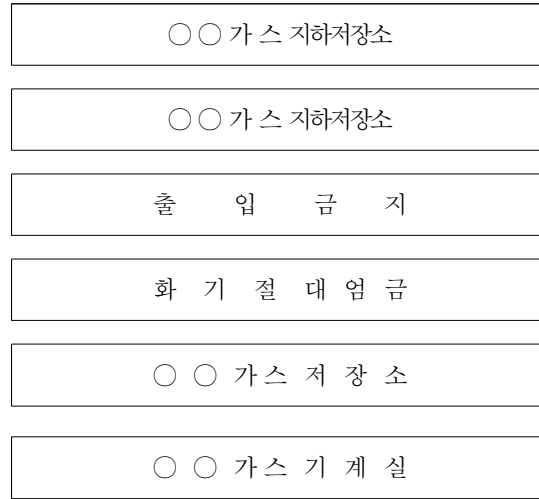 ○○가스 지하저장소
○○가스 지하저장소
출 입 금 지
화 기 절 대 엄 금
○ ○ 가스 저 장 소
○ ○ 가스 기 계 실